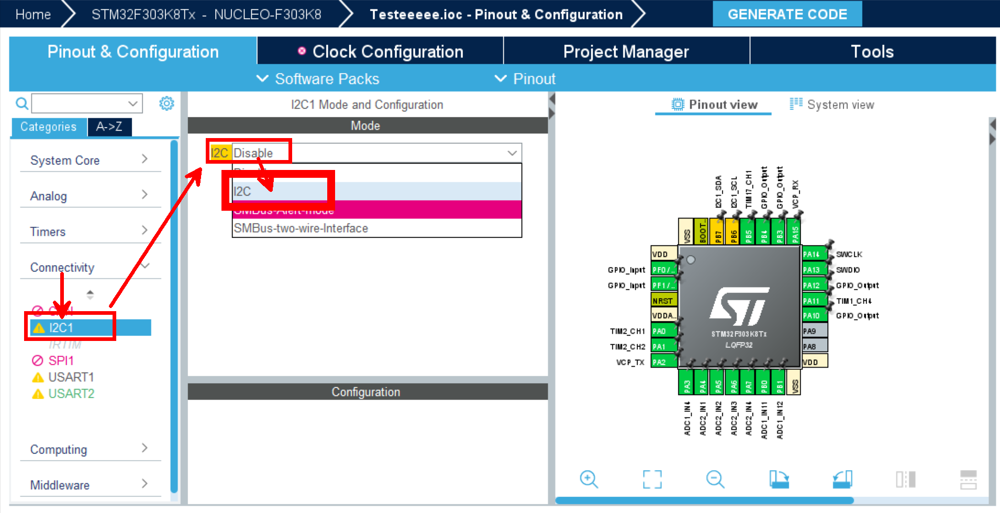 Home
STM32F303K8Tx - NUCLEO-F303K8
Testeeeee.ioc - Pinout & Configuration
GENERATE CODE
Pinout & Configuration
Clock Configuration
Project Manager
Tools
Software Packs
Pinout
Categories
A->Z
System Core
Analog
Timers
Connectivity
I2C1
IRTIM
SPI1
USART1
USART2
Computing
Middleware
I2C1 Mode and Configuration
Mode
I2C Disable
I2C
SMBus-Alert-mode
SMBus-two-wire-Interface
Configuration
Pinout view
System view
I2C1_SDA
I2C1_SCL
TIM17_CH1
GPIO_Output
GPIO_Output
VCP_RX
VSS
BOOT..
PB7
PB6
PB5
PB4
PB3
PA15
VDD
GPIO_Input PF0/..
GPIO_Input PF1/..
NRST
VDDA..
TIM2_CH1 PA0
TIM2_CH2 PA1
VCP_TX PA2
STM32F303K8Tx
LQFP32
PA14 SWCLK
PA13 SWDIO
PA12 GPIO_Output
PA11 TIM1_CH4
PA10 GPIO_Output
PA9
PA8
VDD
PA3
PA4
PA5
PA6
PA7
PB0
PB1
VSS
ADC1_IN4
ADC2_IN1
ADC2_IN2
ADC2_IN3
ADC2_IN4
ADC1_IN11
ADC1_IN12